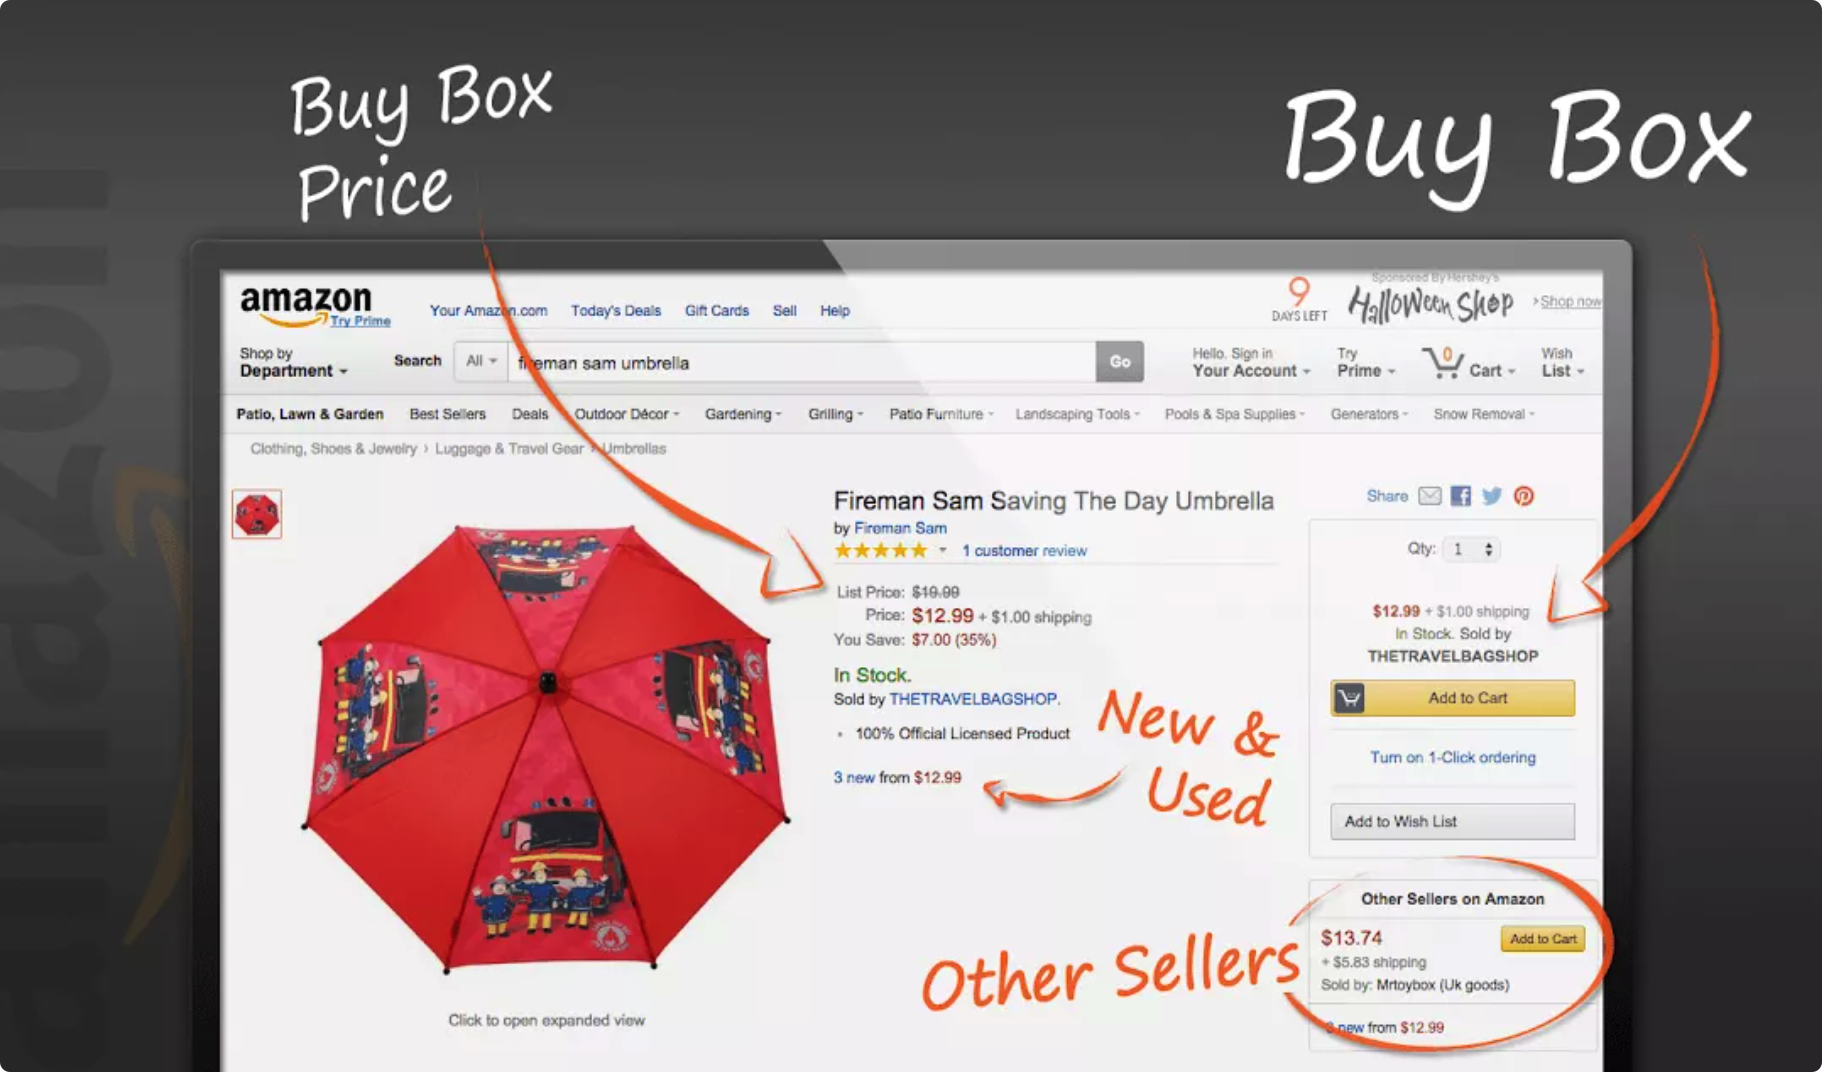 Buy Box
Price
Buy Box
amazon
Try Prime
Your Amazon.com Today's Deals Gift Cards Sell Help
9
DAYS LEFT
Sponsored By Hershey's
Halloween Shop
Shop now
Shop by
Department
Search All fireman sam umbrella Go
Hello. Sign in
Your Account
Try
Prime
0
Cart
Wish
List
Patio, Lawn & Garden Best Sellers Deals Outdoor Décor Gardening Grilling Patio Furniture Landscaping Tools Pools & Spa Supplies Generators Snow Removal
Clothing, Shoes & Jewelry › Luggage & Travel Gear › Umbrellas
Fireman Sam Saving The Day Umbrella
by Fireman Sam
1 customer review
List Price: $19.99
Price: $12.99 + $1.00 shipping
You Save: $7.00 (35%)
In Stock.
Sold by THETRAVELBAGSHOP.
• 100% Official Licensed Product
3 new from $12.99
New &
Used
Share
Qty: 1
$12.99 + $1.00 shipping
In Stock. Sold by
THETRAVELBAGSHOP
Add to Cart
Turn on 1-Click ordering
Add to Wish List
Other Sellers
Other Sellers on Amazon
$13.74 Add to Cart
+ $5.83 shipping
Sold by: Mrtoybox (Uk goods)
3 new from $12.99
Click to open expanded view
amazon